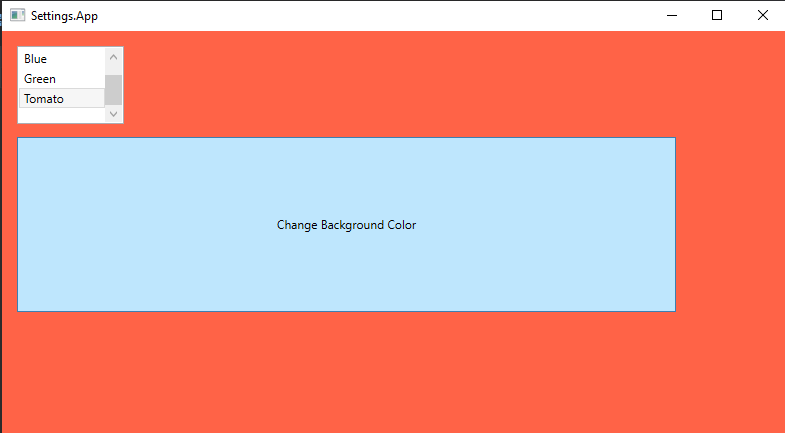 Settings.App
Blue
Green
Tomato
Change Background Color